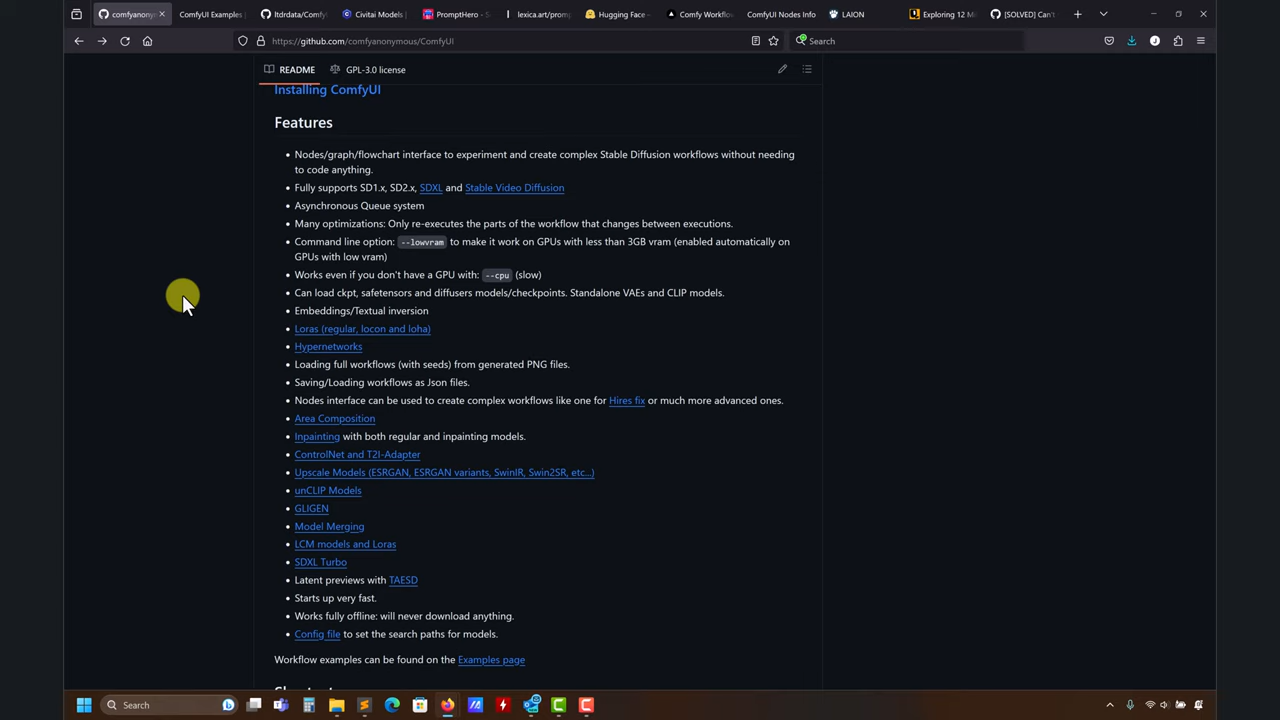 comfyanonym
ComfyUI Examples |
ltdrdata/Comfy
Civitai Models |
PromptHero - S
lexica.art/prom
Hugging Face –
Comfy Workflow
ComfyUI Nodes Info
LAION
Exploring 12 M
[SOLVED] Can't
https://github.com/comfyanonymous/ComfyUI
Search
README
GPL-3.0 license
Installing ComfyUI
Features
Nodes/graph/flowchart interface to experiment and create complex Stable Diffusion workflows without needing
to code anything.
Fully supports SD1.x, SD2.x, SDXL and Stable Video Diffusion
Asynchronous Queue system
Many optimizations: Only re-executes the parts of the workflow that changes between executions.
Command line option: --lowvram to make it work on GPUs with less than 3GB vram (enabled automatically on
GPUs with low vram)
Works even if you don't have a GPU with: --cpu (slow)
Can load ckpt, safetensors and diffusers models/checkpoints. Standalone VAEs and CLIP models.
Embeddings/Textual inversion
Loras (regular, locon and loha)
Hypernetworks
Loading full workflows (with seeds) from generated PNG files.
Saving/Loading workflows as Json files.
Nodes interface can be used to create complex workflows like one for Hires fix or much more advanced ones.
Area Composition
Inpainting with both regular and inpainting models.
ControlNet and T2I-Adapter
Upscale Models (ESRGAN, ESRGAN variants, SwinIR, Swin2SR, etc...)
unCLIP Models
GLIGEN
Model Merging
LCM models and Loras
SDXL Turbo
Latent previews with TAESD
Starts up very fast.
Works fully offline: will never download anything.
Config file to set the search paths for models.
Workflow examples can be found on the Examples page
Search